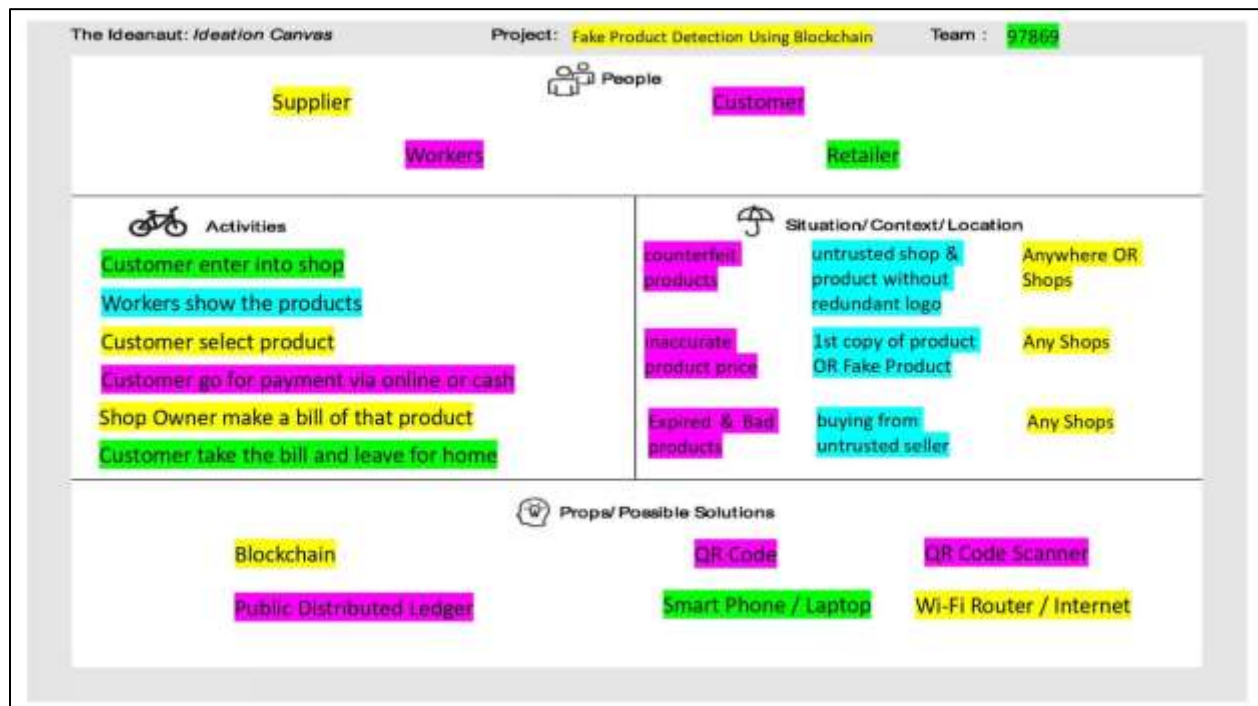 The Ideanaut: Ideation Canvas Project: Fake Product Detection Using Blockchain Team : 97869
People
Supplier Customer
Workers Retailer
Activities
Customer enter into shop
Workers show the products
Customer select product
Customer go for payment via online or cash
Shop Owner make a bill of that product
Customer take the bill and leave for home
Situation/Context/Location
counterfeit untrusted shop & Anywhere OR
products product without Shops
redundant logo
inaccurate 1st copy of product Any Shops
product price OR Fake Product
Expired & Bad buying from Any Shops
products untrusted seller
Props/Possible Solutions
Blockchain QR Code QR Code Scanner
Public Distributed Ledger Smart Phone / Laptop Wi-Fi Router / Internet